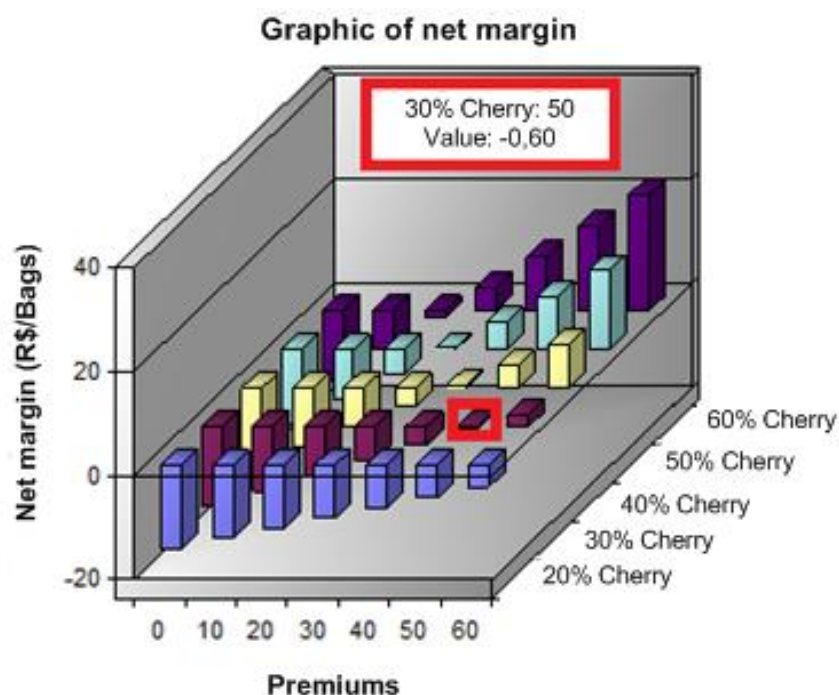 Graphic of net margin
30% Cherry: 50
Value: -0,60
Net margin (R$/Bags)
40
20
0
-20
60% Cherry
50% Cherry
40% Cherry
30% Cherry
20% Cherry
0 10 20 30 40 50 60
Premiums